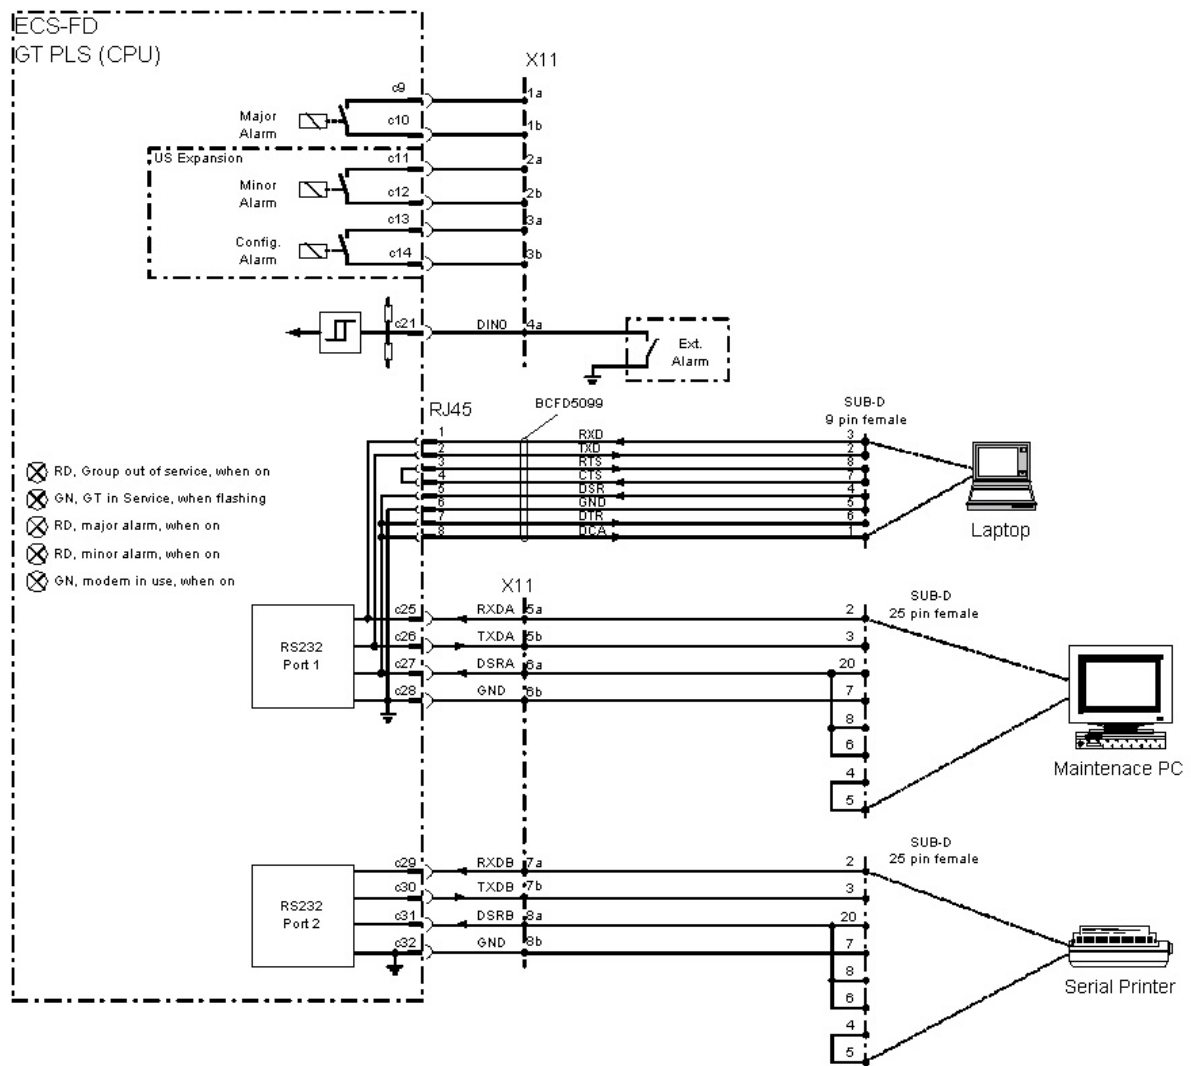 ECS-FD
GT PLS (CPU)
X11
c9
1a
Major
Alarm
c10
1b
US Expansion
c11
2a
Minor
Alarm
c12
2b
c13
3a
Config.
Alarm
c14
3b
c21
DIN0
4a
Ext.
Alarm
RJ45
BCFD5099
SUB-D
9 pin female
1
RXD
3
2
TXD
2
3
RTS
8
4
CTS
7
5
DSR
4
6
GND
5
7
DTR
6
8
DCA
1
Laptop
RD, Group out of service, when on
GN, GT in Service, when flashing
RD, major alarm, when on
RD, minor alarm, when on
GN, modem in use, when on
X11
SUB-D
25 pin female
RS232
Port 1
c25
RXDA
5a
2
c26
TXDA
5b
3
c27
DSRA
6a
20
c28
GND
6b
7
8
6
4
5
Maintenace PC
SUB-D
25 pin female
RS232
Port 2
c29
RXDB
7a
2
c30
TXDB
7b
3
c31
DSRB
8a
20
c32
GND
8b
7
8
6
4
5
Serial Printer